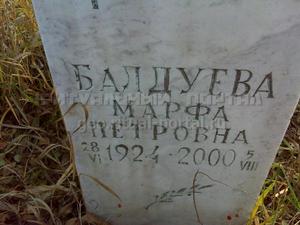 БАЛДУЕВА
МАРФА
ПЕТРОВНА
28 VI 1924 - 2000 5 VIII